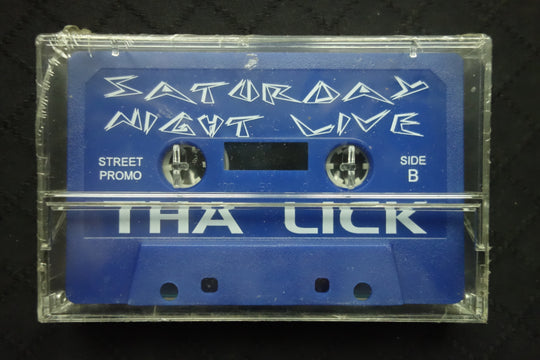 SATURDAY
NIGHT LIVE
STREET
PROMO
SIDE
B
THA LICK